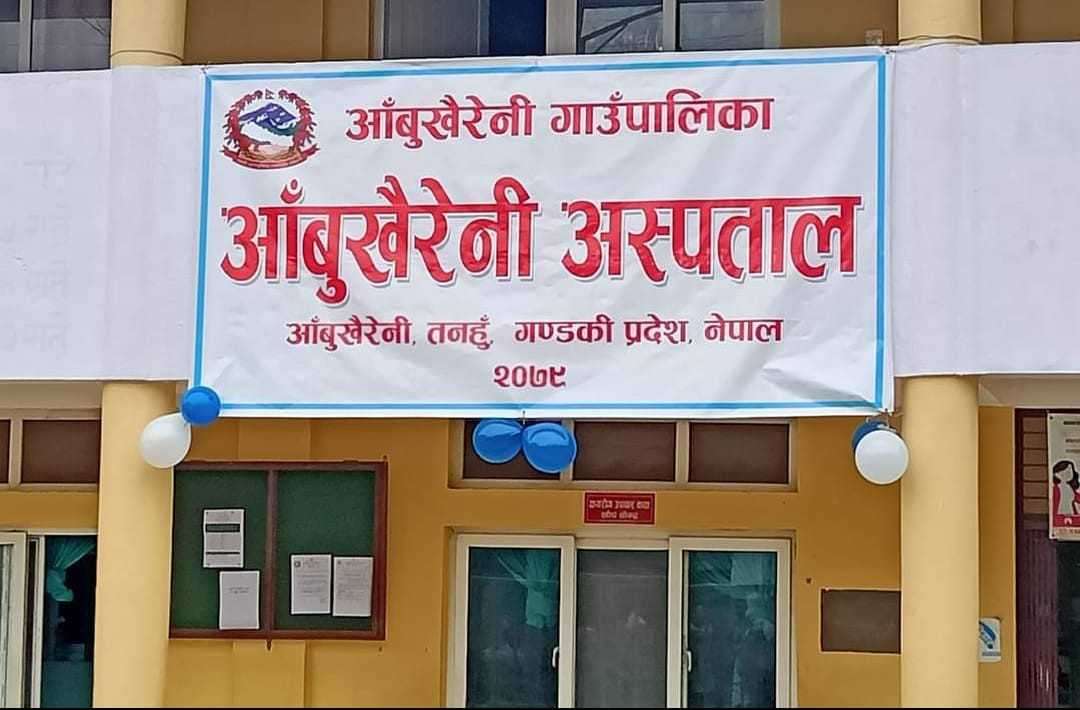 आँबुखैरेनी गाउँपालिका
आँबुखैरेनी अस्पताल
आँबुखैरेनी, तनहुँ, गण्डकी प्रदेश, नेपाल
२०७९